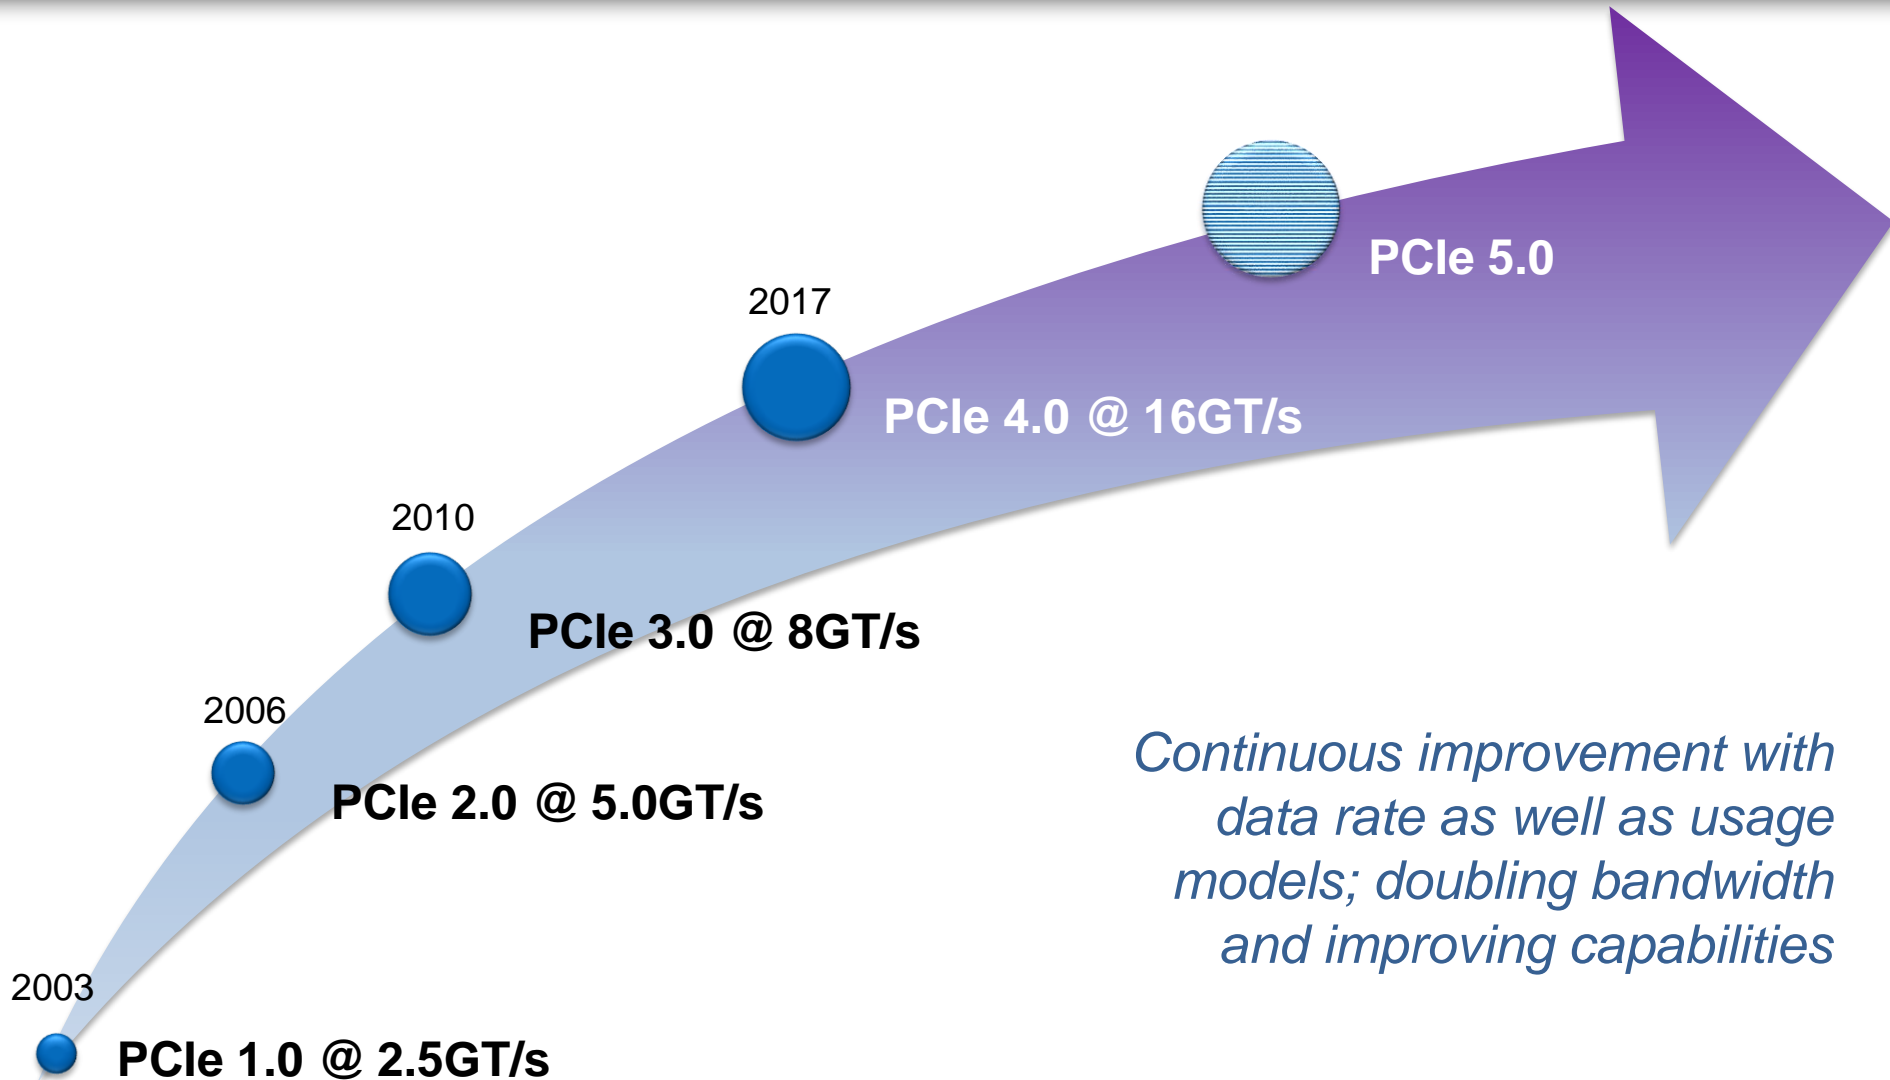 PCIe 5.0
2017
PCIe 4.0 @ 16GT/s
2010
PCIe 3.0 @ 8GT/s
2006
PCIe 2.0 @ 5.0GT/s
Continuous improvement with
data rate as well as usage
models; doubling bandwidth
and improving capabilities
2003
PCIe 1.0 @ 2.5GT/s